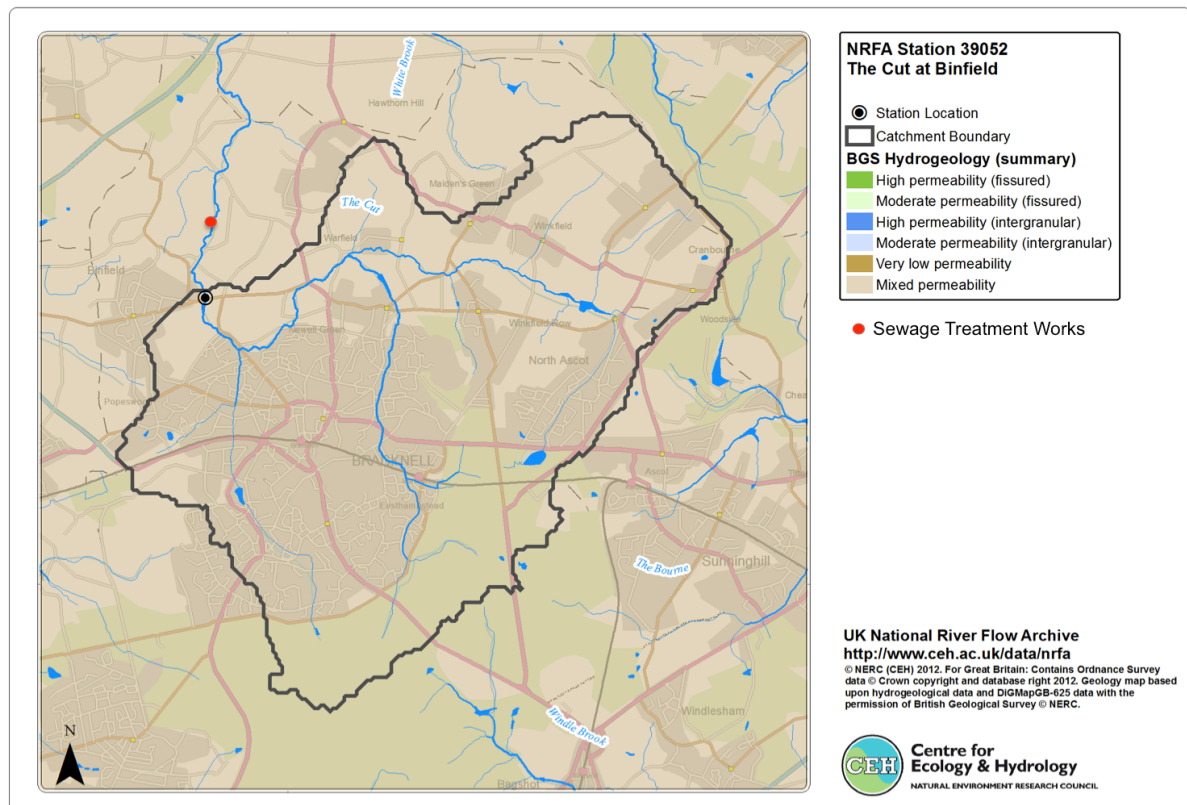 NRFA Station 39052
The Cut at Binfield
Station Location
Catchment Boundary
BGS Hydrogeology (summary)
High permeability (fissured)
Moderate permeability (fissured)
High permeability (intergranular)
Moderate permeability (intergranular)
Very low permeability
Mixed permeability
Sewage Treatment Works
White Brook
Hawthorn Hill
Maiden's Green
The Cut
Warfield
Winkfield
Cranbourne
Binfield
Newell Green
Winkfield Row
Woodside
North Ascot
Popeswood
BRACKNELL
Ascot
Easthampstead
The Bourne
Sunninghill
Windle Brook
Windlesham
Bagshot
N
UK National River Flow Archive
http://www.ceh.ac.uk/data/nrfa
© NERC (CEH) 2012. For Great Britain: Contains Ordnance Survey
data © Crown copyright and database right 2012. Geology map based
upon hydrogeological data and DiGMapGB-625 data with the
permission of British Geological Survey © NERC.
CEH
Centre for
Ecology & Hydrology
NATURAL ENVIRONMENT RESEARCH COUNCIL